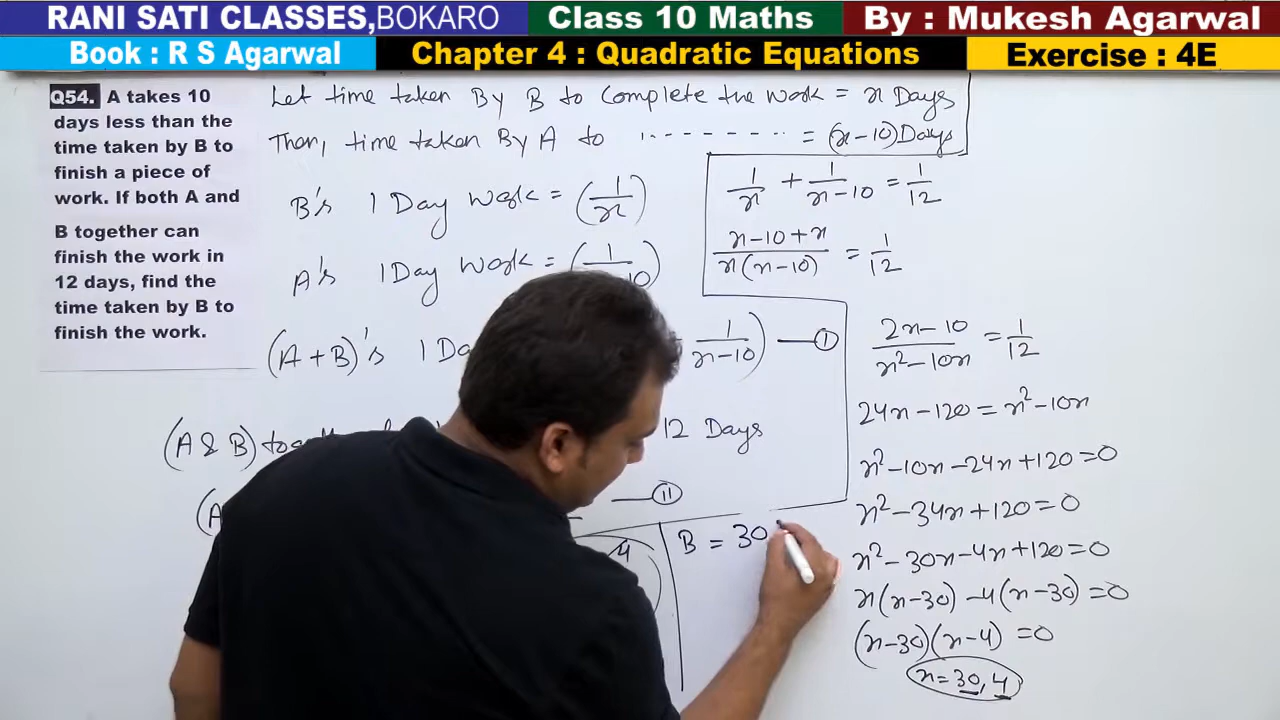 RANI SATI CLASSES,BOKARO
Class 10 Maths
By : Mukesh Agarwal
Book : R S Agarwal
Chapter 4 : Quadratic Equations
Exercise : 4E
Q54. A takes 10
days less than the
time taken by B to
finish a piece of
work. If both A and
B together can
finish the work in
12 days, find the
time taken by B to
finish the work.
Let time taken By B to Complete the work = x Days
Then, time taken By A to - - - - - - - - = (x-10) Days
B's 1 Day work = (1/x)
A's 1 Day work = (1/
(A + B)'s 1 Da 1/(x-10)) — I
(A & B) 12 Days
— II
4
B = 30
1/x + 1/(x-10) = 1/12
(x-10+x)/(x(x-10)) = 1/12
(2x-10)/(x²-10x) = 1/12
24x-120 = x²-10x
x²-10x-24x+120=0
x²-34x+120=0
x²-30x-4x+120=0
x(x-30) -4(x-30) =0
(x-30)(x-4) =0
x=30,4